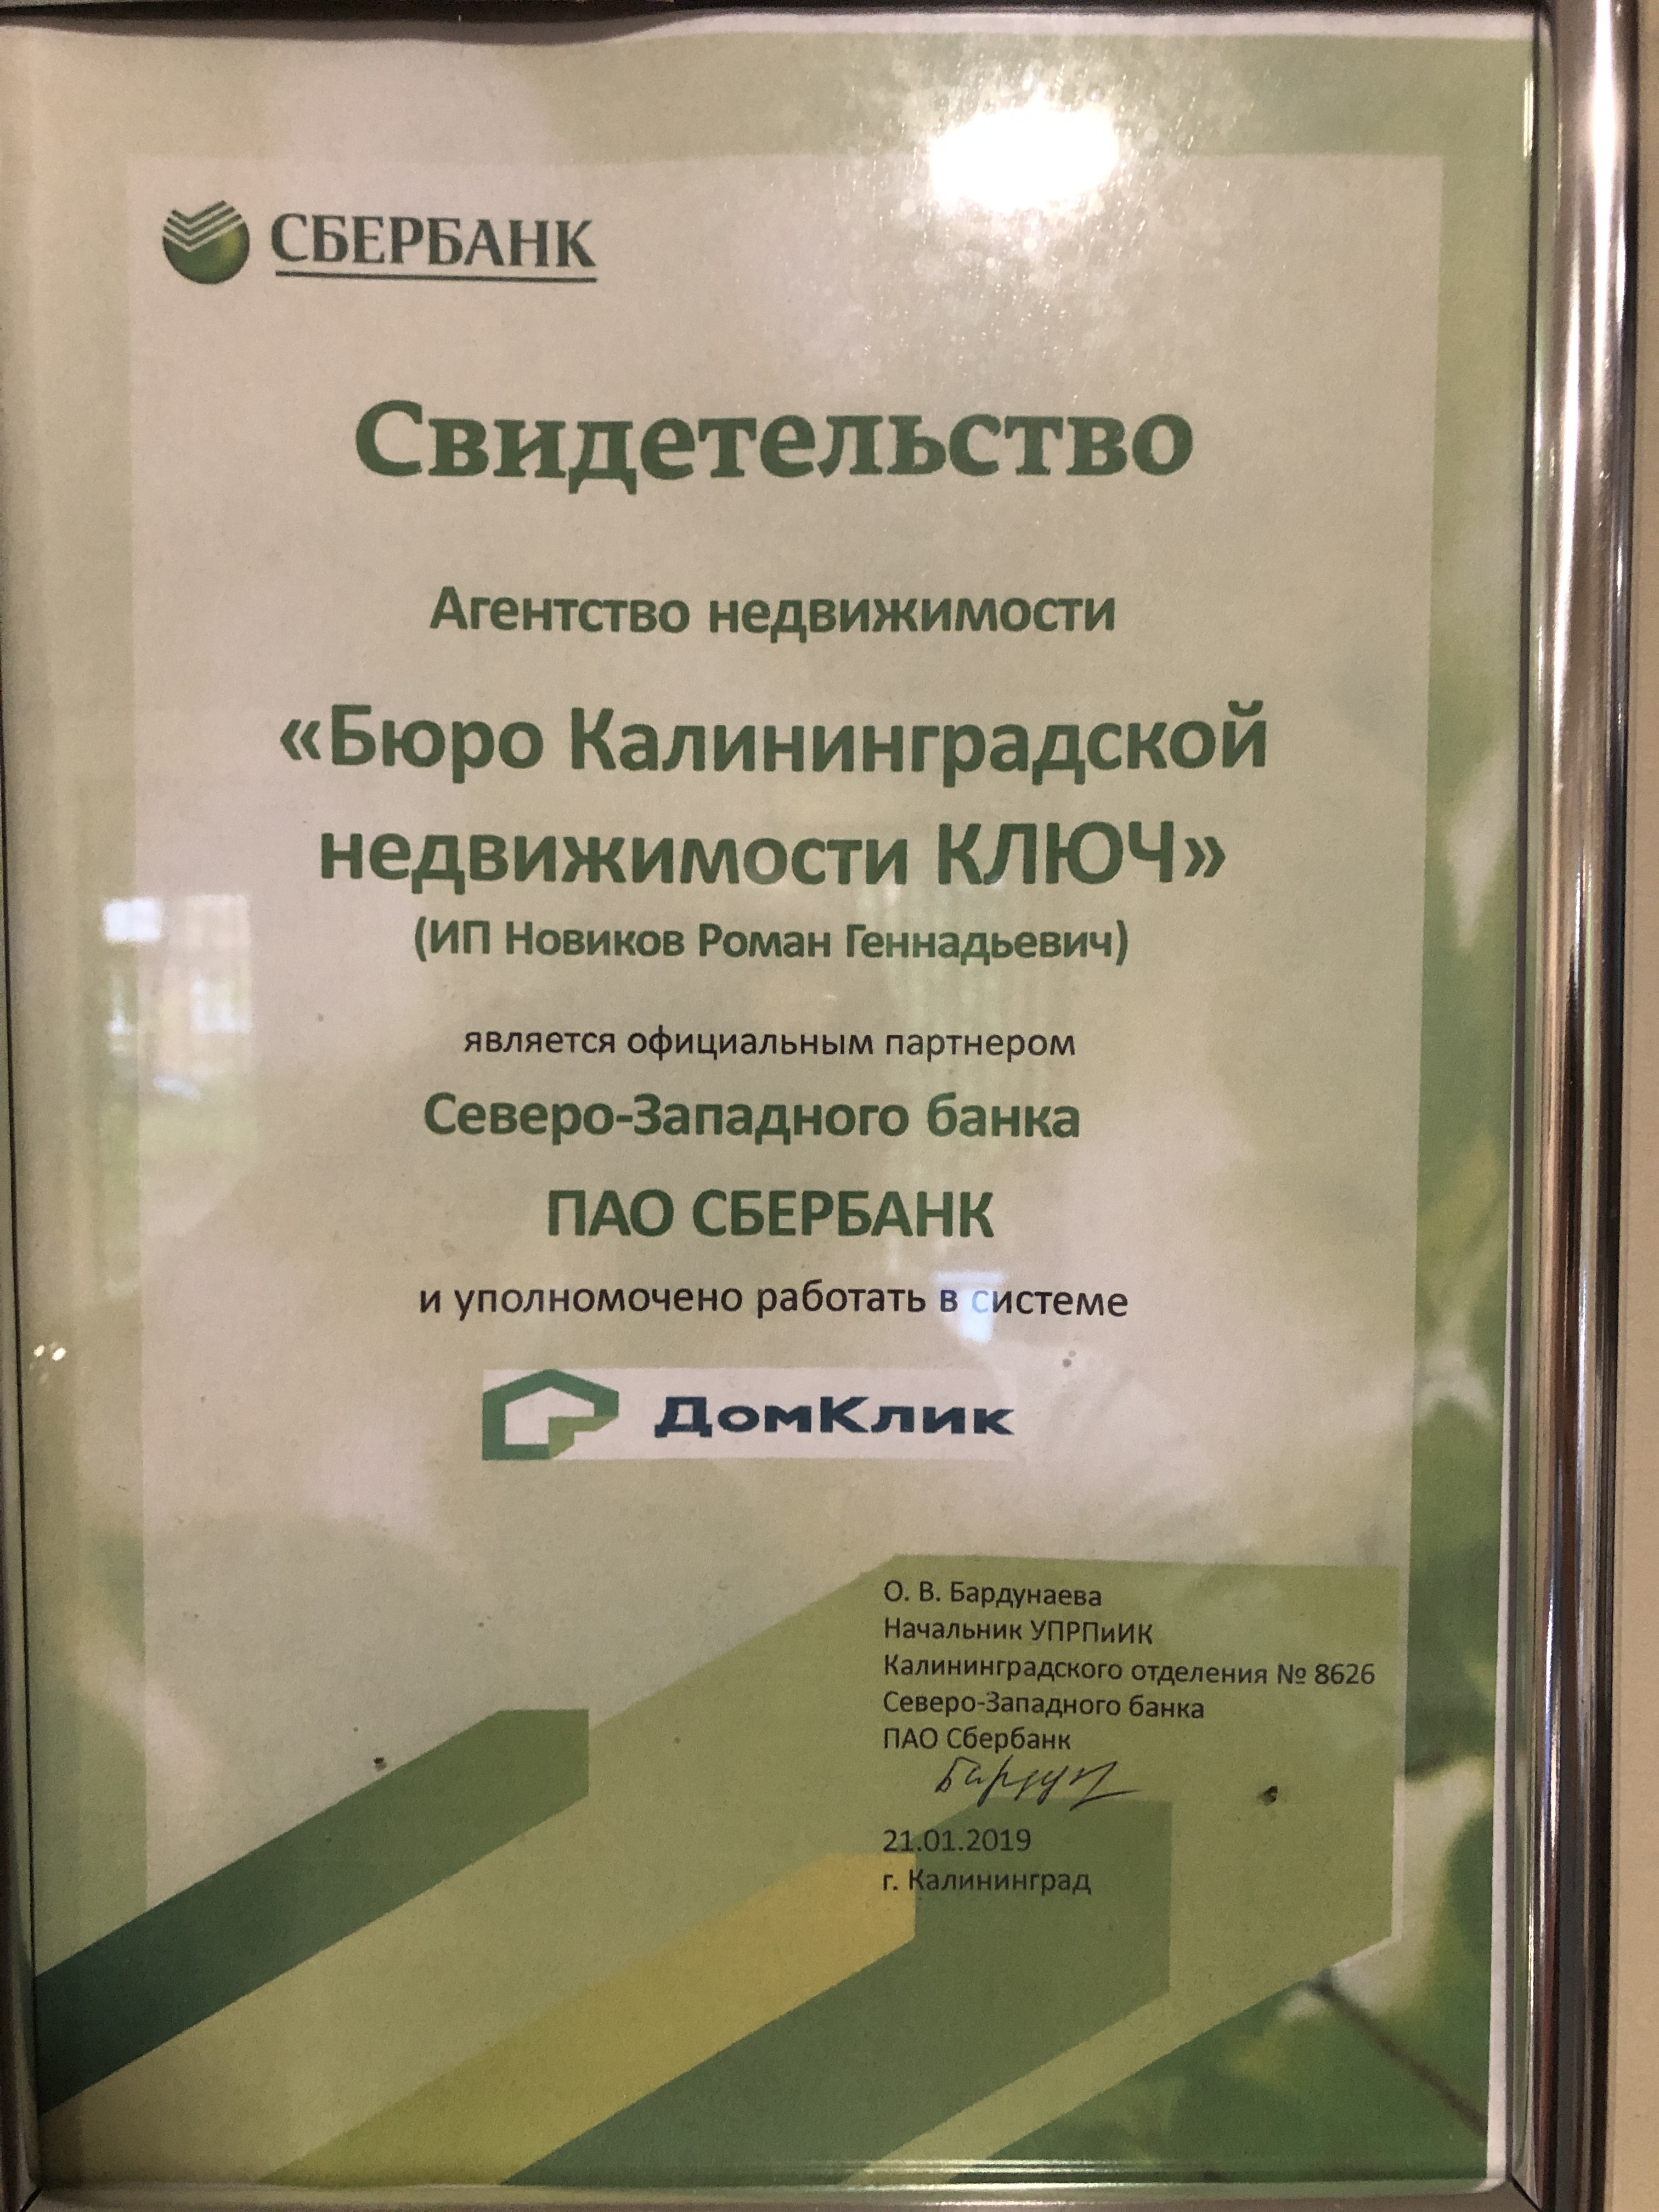 СБЕРБАНК
Свидетельство
Агентство недвижимости
«Бюро Калининградской
недвижимости КЛЮЧ»
(ИП Новиков Роман Геннадьевич)
является официальным партнером
Северо-Западного банка
ПАО СБЕРБАНК
и уполномочено работать в системе
ДомКлик
О. В. Бардунаева
Начальник УПРПиИК
Калининградского отделения № 8626
Северо-Западного банка
ПАО Сбербанк
21.01.2019
г. Калининград